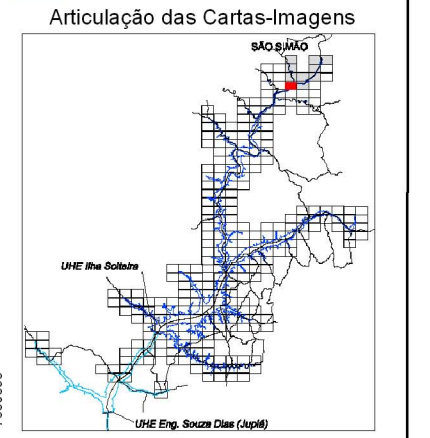 Articulação das Cartas-Imagens
SÃO SIMÃO
UHE Ilha Solteira
UHE Eng. Souza Dias (Jupiá)